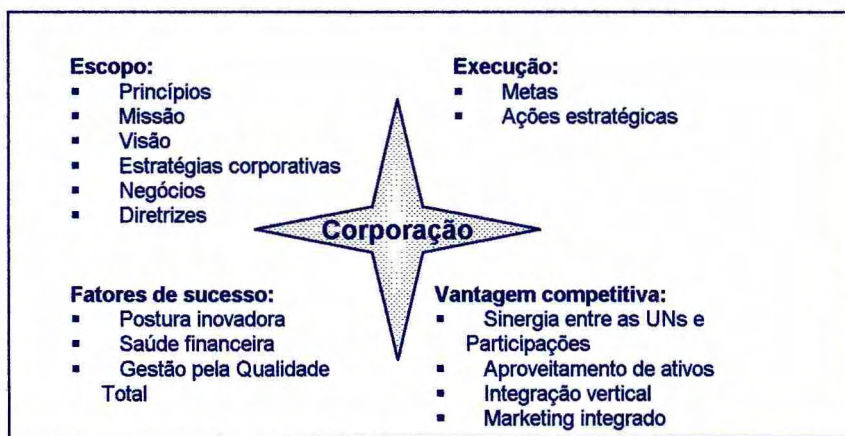 Escopo:
▪ Princípios
▪ Missão
▪ Visão
▪ Estratégias corporativas
▪ Negócios
▪ Diretrizes
Execução:
▪ Metas
▪ Ações estratégicas
Corporação
Fatores de sucesso:
▪ Postura inovadora
▪ Saúde financeira
▪ Gestão pela Qualidade
Total
Vantagem competitiva:
▪ Sinergia entre as UNs e
Participações
▪ Aproveitamento de ativos
▪ Integração vertical
▪ Marketing integrado